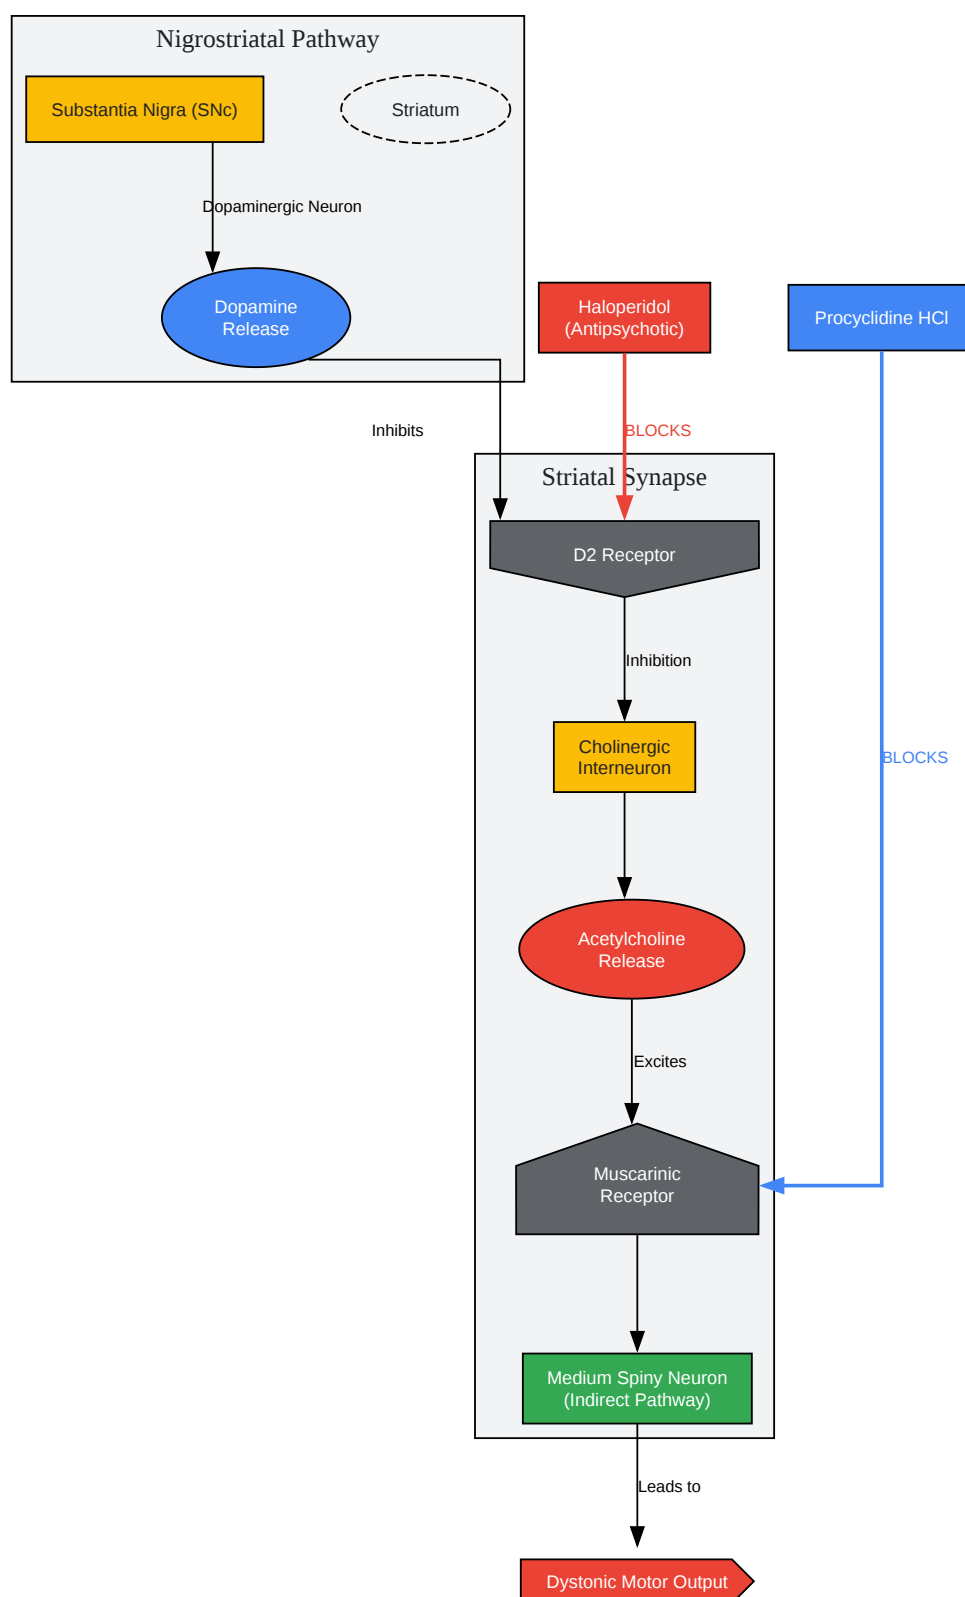 Nigrostriatal Pathway
Substantia Nigra (SNc)
Striatum
Dopaminergic Neuron
Dopamine
Release
Haloperidol
(Antipsychotic)
Procyclidine HCl
Inhibits
BLOCKS
Striatal Synapse
D2 Receptor
Inhibition
Cholinergic
Interneuron
BLOCKS
Acetylcholine
Release
Excites
Muscarinic
Receptor
Medium Spiny Neuron
(Indirect Pathway)
Leads to
Dystonic Motor Output